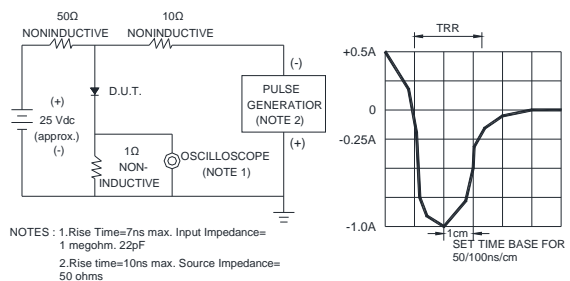 50Ω
NONINDUCTIVE
10Ω
NONINDUCTIVE
(+)
25 Vdc
(approx.)
(-)
D.U.T.
1Ω
NON-
INDUCTIVE
OSCILLOSCOPE
(NOTE 1)
(-)
PULSE
GENERATIOR
(NOTE 2)
(+)
NOTES : 1.Rise Time=7ns max. Input Impedance=
1 megohm. 22pF
2.Rise time=10ns max. Source Impedance=
50 ohms
TRR
+0.5A
0
-0.25A
-1.0A
1cm
SET TIME BASE FOR
50/100ns/cm